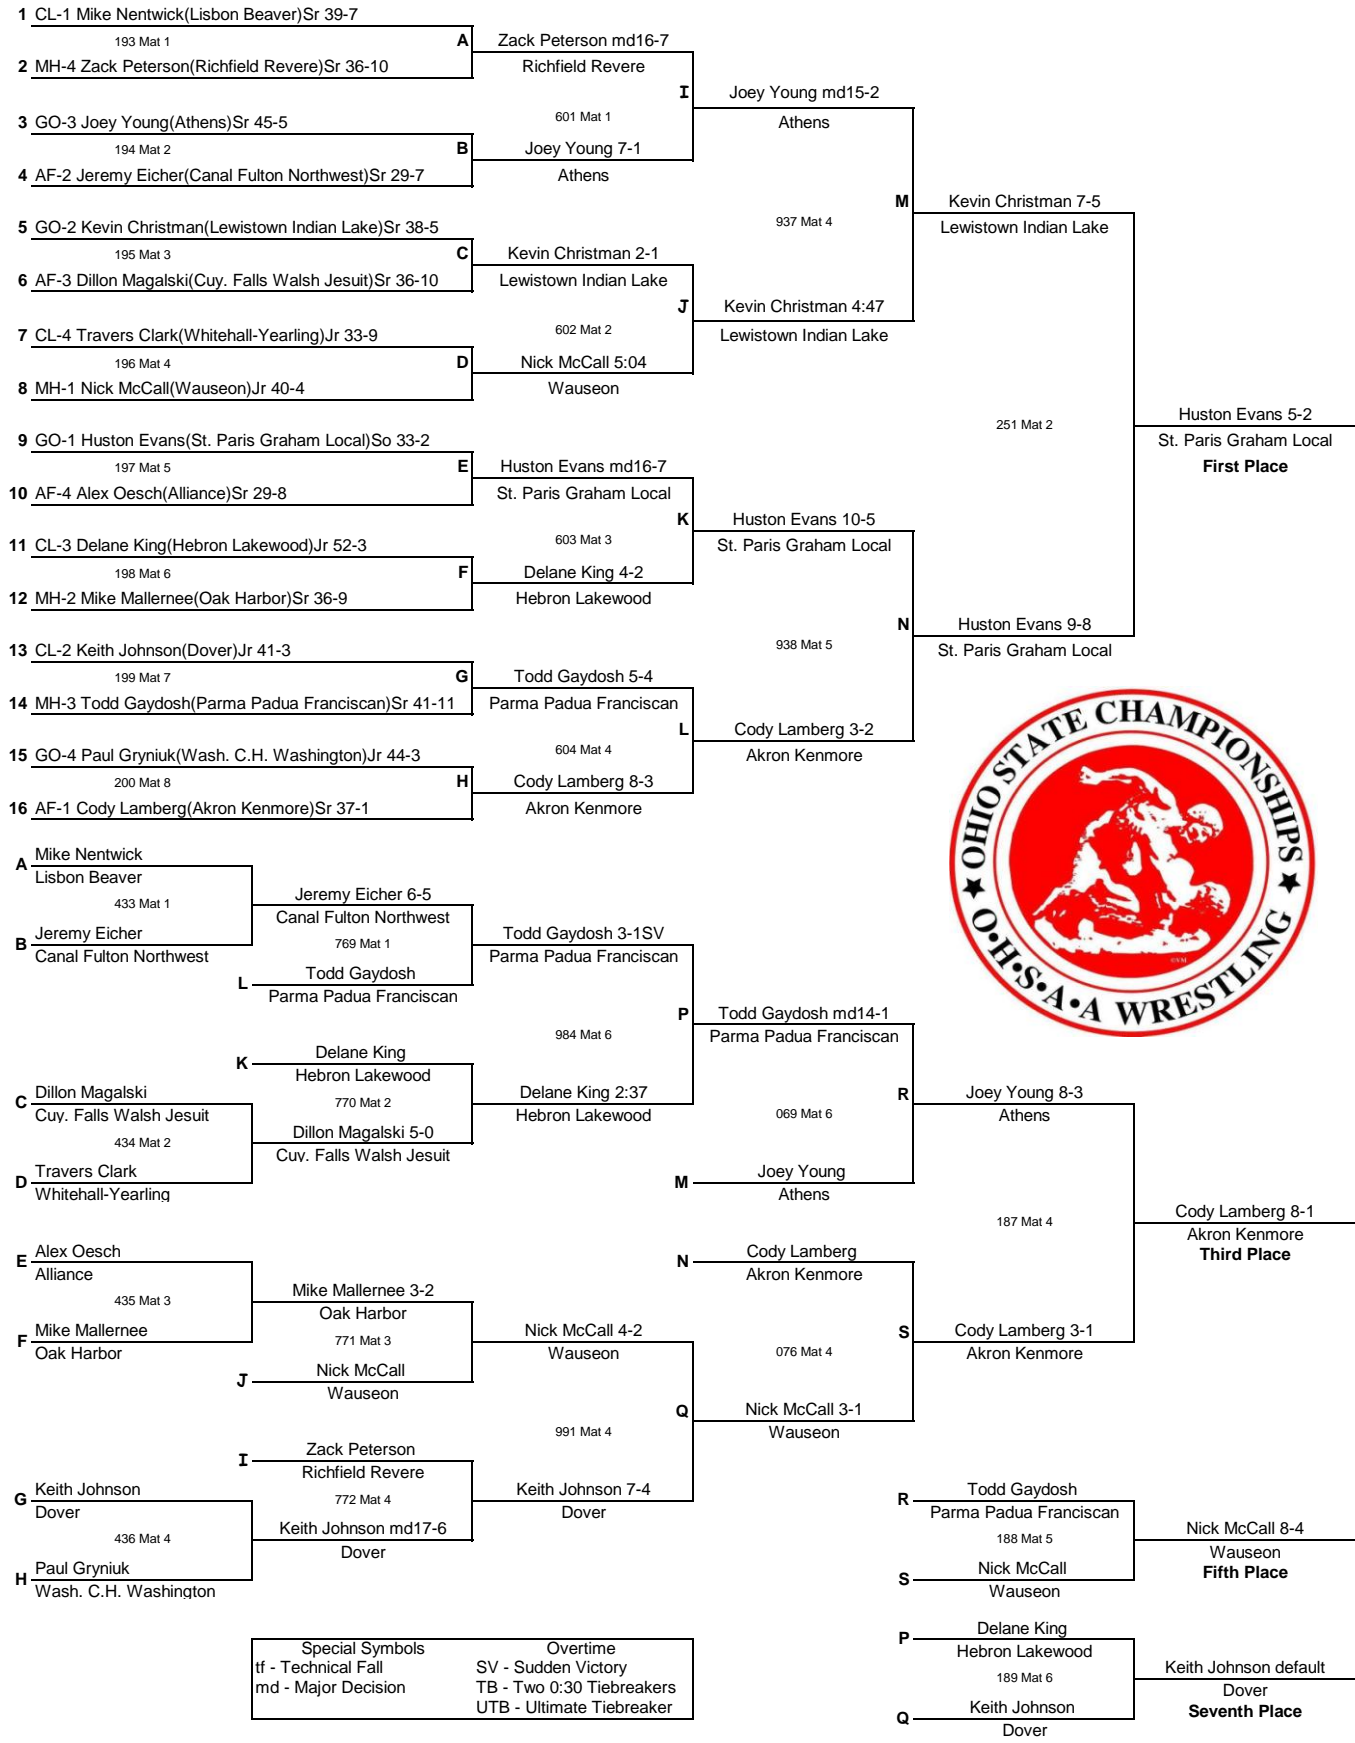 1 CL-1 Mike Nentwick(Lisbon Beaver)Sr 39-7
193 Mat 1
A
2 MH-4 Zack Peterson(Richfield Revere)Sr 36-10
Zack Peterson md16-7
Richfield Revere
3 GO-3 Joey Young(Athens)Sr 45-5
194 Mat 2
B
4 AF-2 Jeremy Eicher(Canal Fulton Northwest)Sr 29-7
601 Mat 1
I
Joey Young 7-1
Athens
Joey Young md15-2
Athens
5 GO-2 Kevin Christman(Lewistown Indian Lake)Sr 38-5
195 Mat 3
C
6 AF-3 Dillon Magalski(Cuy. Falls Walsh Jesuit)Sr 36-10
Kevin Christman 2-1
Lewistown Indian Lake
7 CL-4 Travers Clark(Whitehall-Yearling)Jr 33-9
196 Mat 4
D
8 MH-1 Nick McCall(Wauseon)Jr 40-4
602 Mat 2
J
Nick McCall 5:04
Wauseon
Kevin Christman 4:47
Lewistown Indian Lake
937 Mat 4
M
Kevin Christman 7-5
Lewistown Indian Lake
9 GO-1 Huston Evans(St. Paris Graham Local)So 33-2
197 Mat 5
E
10 AF-4 Alex Oesch(Alliance)Sr 29-8
Huston Evans md16-7
St. Paris Graham Local
11 CL-3 Delane King(Hebron Lakewood)Jr 52-3
198 Mat 6
F
12 MH-2 Mike Mallernee(Oak Harbor)Sr 36-9
603 Mat 3
K
Delane King 4-2
Hebron Lakewood
Huston Evans 10-5
St. Paris Graham Local
13 CL-2 Keith Johnson(Dover)Jr 41-3
199 Mat 7
G
14 MH-3 Todd Gaydosh(Parma Padua Franciscan)Sr 41-11
Todd Gaydosh 5-4
Parma Padua Franciscan
15 GO-4 Paul Gryniuk(Wash. C.H. Washington)Jr 44-3
200 Mat 8
H
16 AF-1 Cody Lamberg(Akron Kenmore)Sr 37-1
604 Mat 4
L
Cody Lamberg 8-3
Akron Kenmore
Cody Lamberg 3-2
Akron Kenmore
938 Mat 5
N
Huston Evans 9-8
St. Paris Graham Local
251 Mat 2
Huston Evans 5-2
St. Paris Graham Local
First Place
OHIO STATE CHAMPIONSHIPS
O•H•S•A•A WRESTLING
A Mike Nentwick
Lisbon Beaver
433 Mat 1
B Jeremy Eicher
Canal Fulton Northwest
Jeremy Eicher 6-5
Canal Fulton Northwest
769 Mat 1
L Todd Gaydosh
Parma Padua Franciscan
Todd Gaydosh 3-1SV
Parma Padua Franciscan
984 Mat 6
P
K Delane King
Hebron Lakewood
770 Mat 2
C Dillon Magalski
Cuy. Falls Walsh Jesuit
434 Mat 2
D Travers Clark
Whitehall-Yearling
Dillon Magalski 5-0
Cuy. Falls Walsh Jesuit
Delane King 2:37
Hebron Lakewood
Todd Gaydosh md14-1
Parma Padua Franciscan
069 Mat 6
R
M Joey Young
Athens
Joey Young 8-3
Athens
187 Mat 4
Cody Lamberg 8-1
Akron Kenmore
Third Place
E Alex Oesch
Alliance
435 Mat 3
F Mike Mallernee
Oak Harbor
Mike Mallernee 3-2
Oak Harbor
771 Mat 3
J Nick McCall
Wauseon
Nick McCall 4-2
Wauseon
991 Mat 4
Q
I Zack Peterson
Richfield Revere
772 Mat 4
G Keith Johnson
Dover
436 Mat 4
H Paul Gryniuk
Wash. C.H. Washington
Keith Johnson md17-6
Dover
Keith Johnson 7-4
Dover
N Cody Lamberg
Akron Kenmore
076 Mat 4
S
Nick McCall 3-1
Wauseon
Cody Lamberg 3-1
Akron Kenmore
R Todd Gaydosh
Parma Padua Franciscan
188 Mat 5
S Nick McCall
Wauseon
Nick McCall 8-4
Wauseon
Fifth Place
P Delane King
Hebron Lakewood
189 Mat 6
Q Keith Johnson
Dover
Keith Johnson default
Dover
Seventh Place
Special Symbols Overtime
tf - Technical Fall SV - Sudden Victory
md - Major Decision TB - Two 0:30 Tiebreakers
UTB - Ultimate Tiebreaker